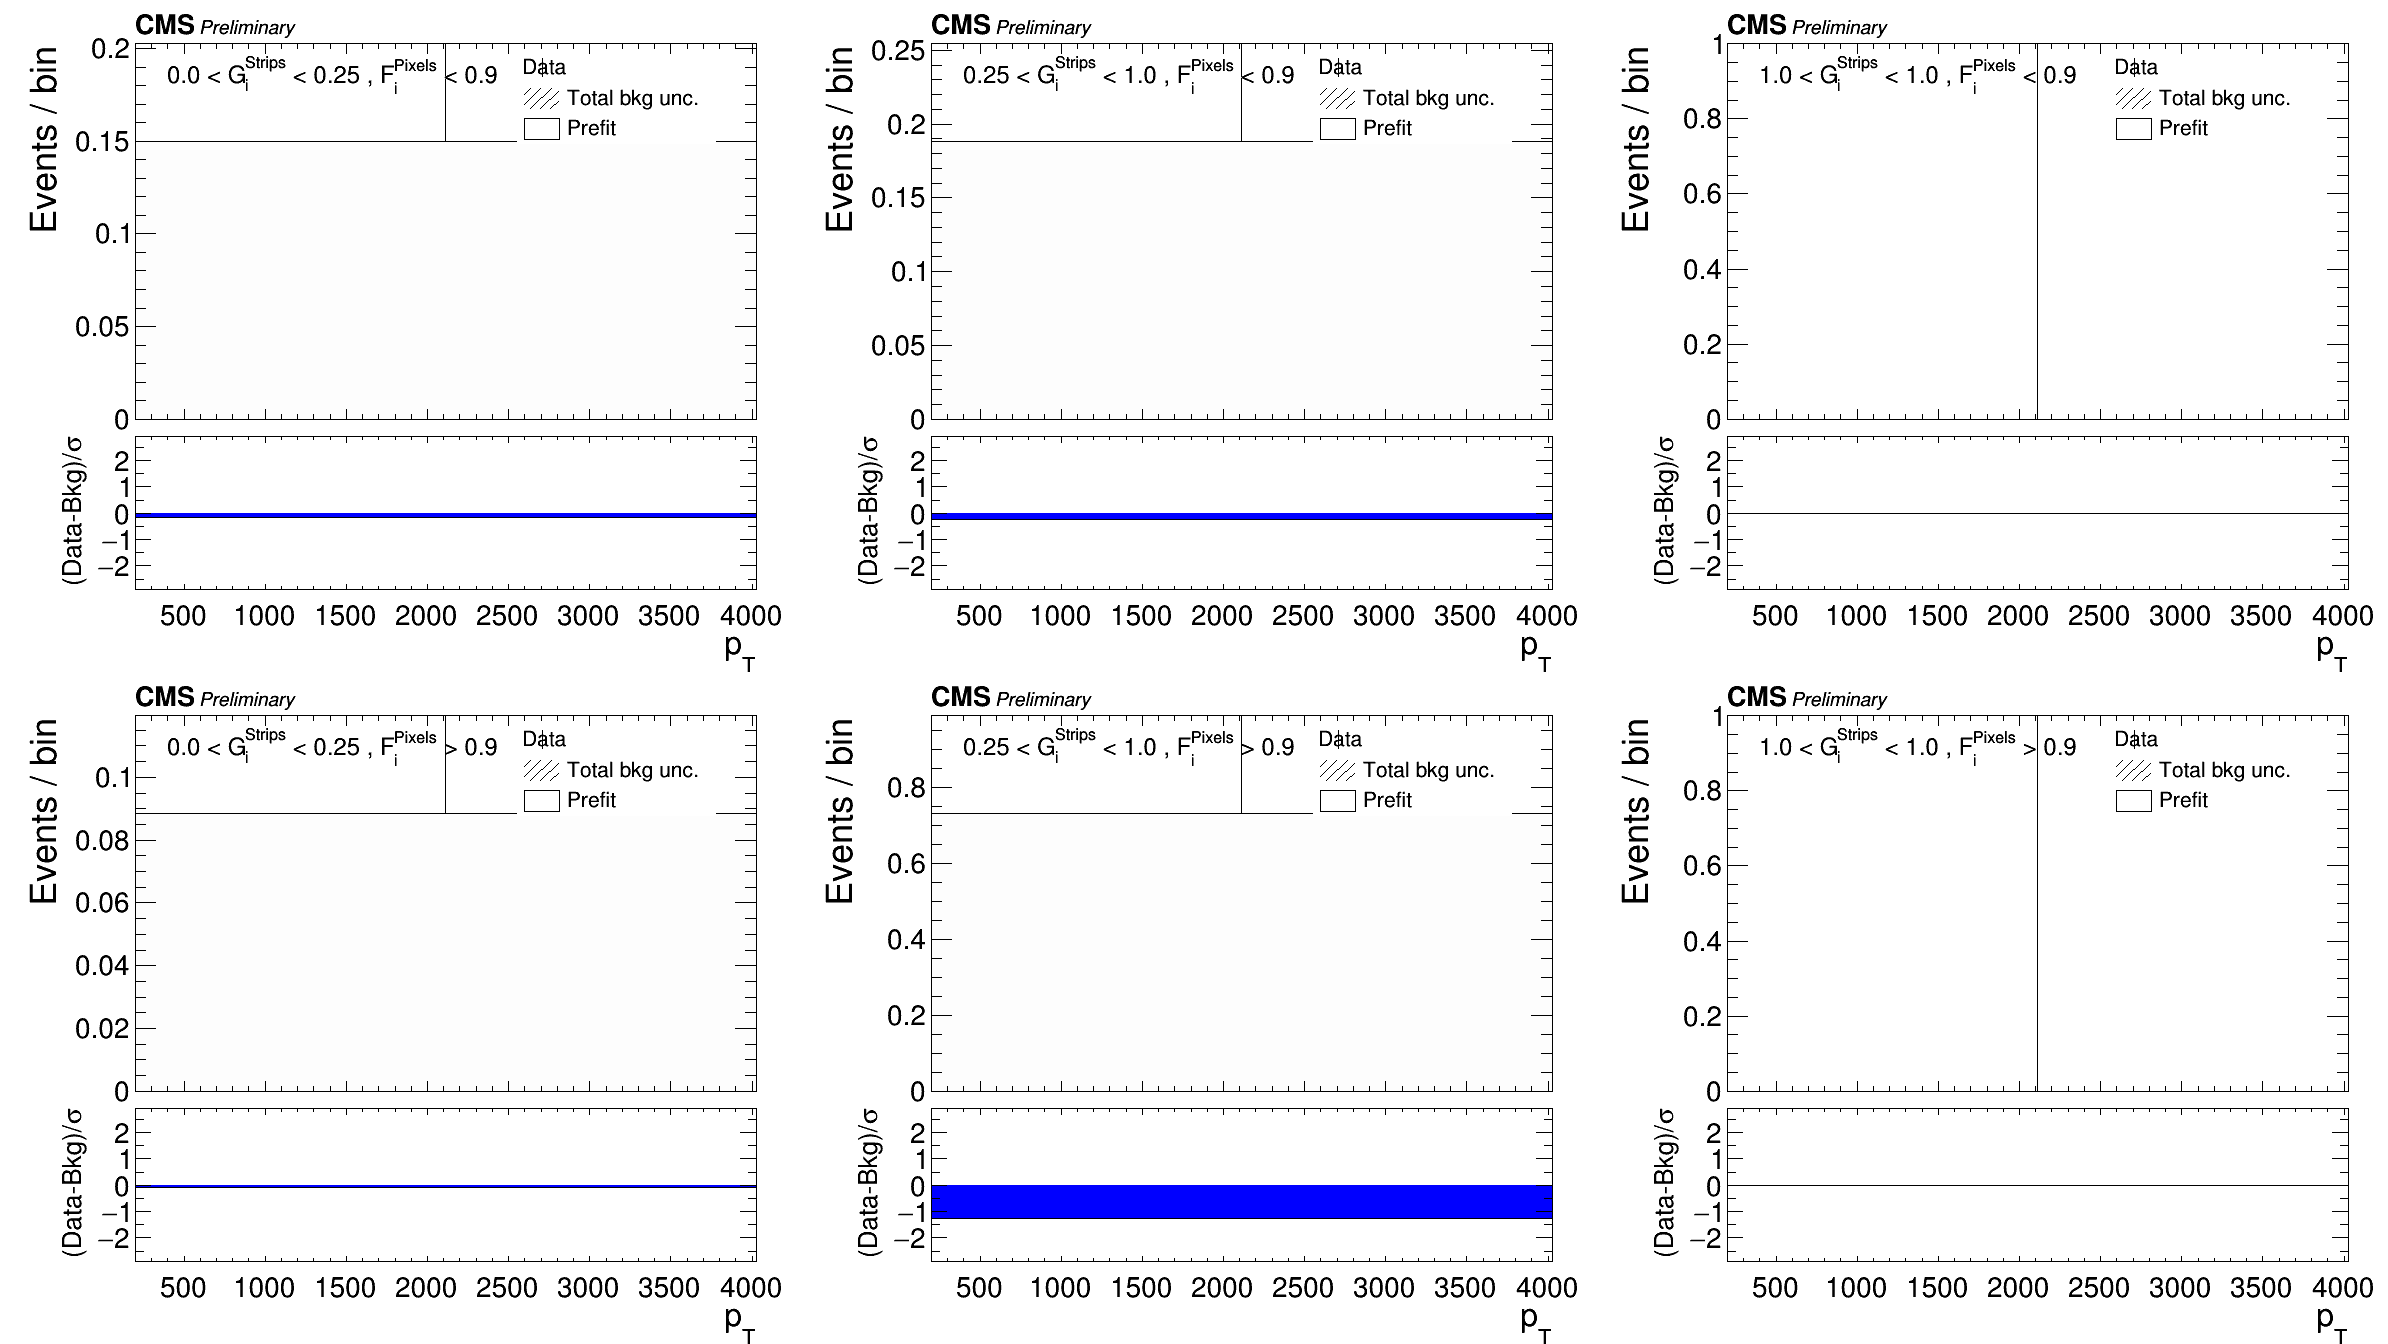 CMS Preliminary
Events / bin
0.0 < G_i^Strips < 0.25 , F_i^Pixels < 0.9
Data
Total bkg unc.
Prefit
0.2
0.15
0.1
0.05
0
(Data-Bkg)/σ
2
1
0
−1
−2
500 1000 1500 2000 2500 3000 3500 4000
p_T
CMS Preliminary
Events / bin
0.25 < G_i^Strips < 1.0 , F_i^Pixels < 0.9
Data
Total bkg unc.
Prefit
0.25
0.2
0.15
0.1
0.05
0
(Data-Bkg)/σ
2
1
0
−1
−2
500 1000 1500 2000 2500 3000 3500 4000
p_T
CMS Preliminary
Events / bin
1.0 < G_i^Strips < 1.0 , F_i^Pixels < 0.9
Data
Total bkg unc.
Prefit
1
0.8
0.6
0.4
0.2
0
(Data-Bkg)/σ
2
1
0
−1
−2
500 1000 1500 2000 2500 3000 3500 4000
p_T
CMS Preliminary
Events / bin
0.0 < G_i^Strips < 0.25 , F_i^Pixels > 0.9
Data
Total bkg unc.
Prefit
0.1
0.08
0.06
0.04
0.02
0
(Data-Bkg)/σ
2
1
0
−1
−2
500 1000 1500 2000 2500 3000 3500 4000
p_T
CMS Preliminary
Events / bin
0.25 < G_i^Strips < 1.0 , F_i^Pixels > 0.9
Data
Total bkg unc.
Prefit
0.8
0.6
0.4
0.2
0
(Data-Bkg)/σ
2
1
0
−1
−2
500 1000 1500 2000 2500 3000 3500 4000
p_T
CMS Preliminary
Events / bin
1.0 < G_i^Strips < 1.0 , F_i^Pixels > 0.9
Data
Total bkg unc.
Prefit
1
0.8
0.6
0.4
0.2
0
(Data-Bkg)/σ
2
1
0
−1
−2
500 1000 1500 2000 2500 3000 3500 4000
p_T